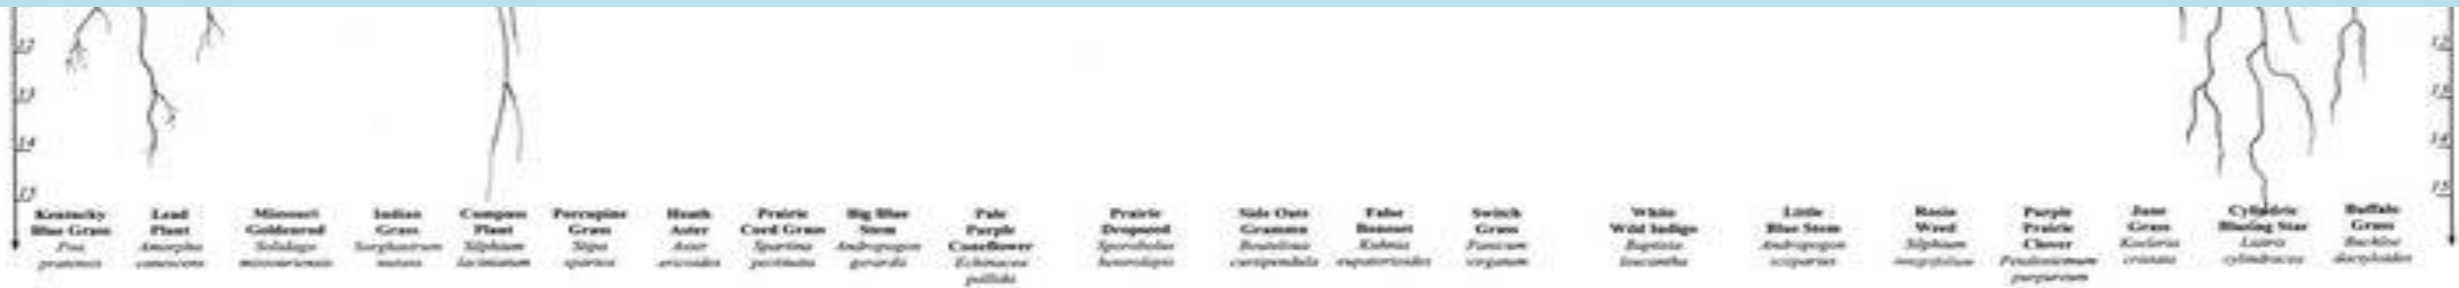 12
13
14
15
12
13
14
15
Kentucky
Blue Grass
Poa
pratensis
Lead
Plant
Amorpha
canescens
Missouri
Goldenrod
Solidago
missouriensis
Indian
Grass
Sorghastrum
nutans
Compass
Plant
Silphium
laciniatum
Porcupine
Grass
Stipa
spartea
Heath
Aster
Aster
ericoides
Prairie
Cord Grass
Spartina
pectinata
Big Blue
Stem
Andropogon
gerardii
Pale
Purple
Coneflower
Echinacea
pallida
Prairie
Dropseed
Sporobolus
heterolepis
Side Oats
Gramma
Bouteloua
curtipendula
False
Boneset
Kuhnia
eupatorioides
Switch
Grass
Panicum
virgatum
White
Wild Indigo
Baptisia
leucantha
Little
Blue Stem
Andropogon
scoparius
Rosin
Weed
Silphium
integrifolium
Purple
Prairie
Clover
Petalostemum
purpureum
June
Grass
Koeleria
cristata
Cylindric
Blazing Star
Liatris
cylindracea
Buffalo
Grass
Buchloe
dactyloides